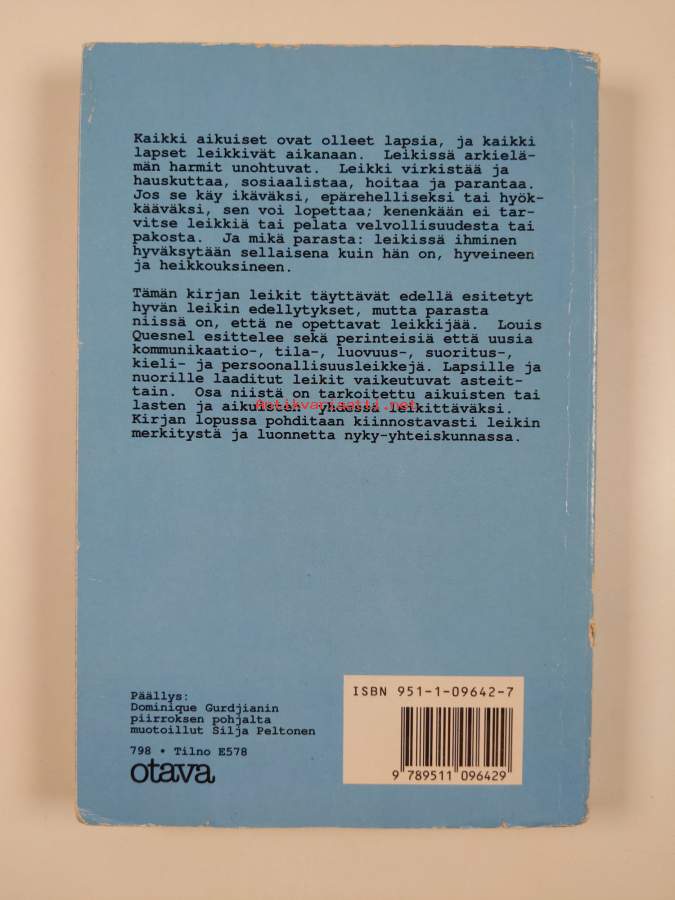 Kaikki aikuiset ovat olleet lapsia, ja kaikki
lapset leikkivät aikanaan. Leikissä arkielä-
män harmit unohtuvat. Leikki virkistää ja
hauskuttaa, sosiaalistaa, hoitaa ja parantaa.
Jos se käy ikäväksi, epärehelliseksi tai hyök-
kääväksi, sen voi lopettaa; kenenkään ei tar-
vitse leikkiä tai pelata velvollisuudesta tai
pakosta. Ja mikä parasta: leikissä ihminen
hyväksytään sellaisena kuin hän on, hyveineen
ja heikkouksineen.
Tämän kirjan leikit täyttävät edellä esitetyt
hyvän leikin edellytykset, mutta parasta
niissä on, että ne opettavat leikkijää. Louis
Quesnel esittelee sekä perinteisiä että uusia
kommunikaatio-, tila-, luovuus-, suoritus-,
kieli- ja persoonallisuusleikkejä. Lapsille ja
nuorille laaditut leikit vaikeutuvat asteit-
tain. Osa niistä on tarkoitettu aikuisten tai
lasten ja aikuisten yhdessä leikittäväksi.
Antikvariaatti.net
Kirjan lopussa pohditaan kiinnostavasti leikin
merkitystä ja luonnetta nyky-yhteiskunnassa.
Päällys:
Dominique Gurdjianin
piirroksen pohjalta
muotoillut Silja Peltonen
798 • Tilno E578
otava
ISBN 951-1-09642-7
9 789511 096429